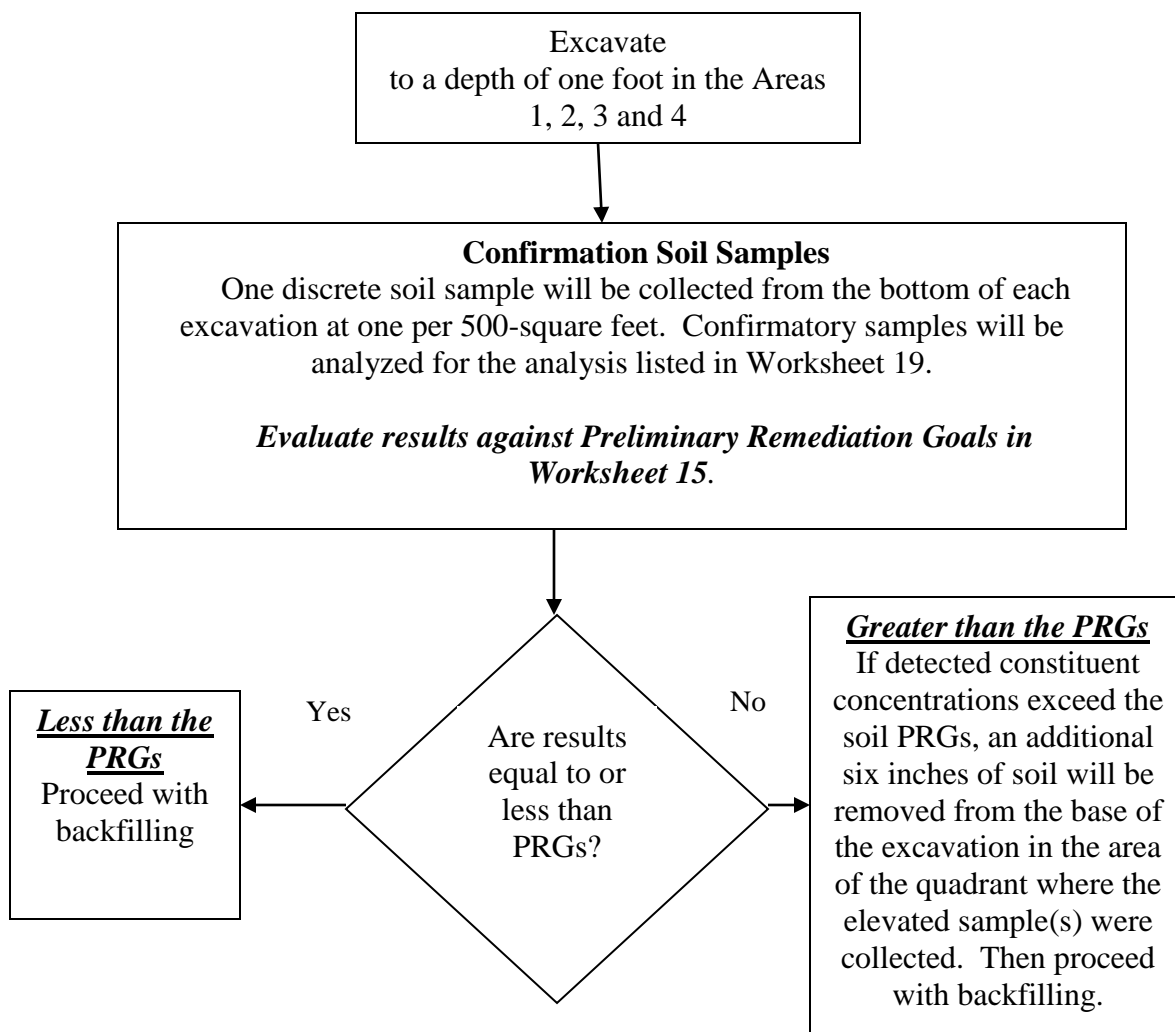 Excavate
to a depth of one foot in the Areas
1, 2, 3 and 4
Confirmation Soil Samples
One discrete soil sample will be collected from the bottom of each
excavation at one per 500-square feet.  Confirmatory samples will be
analyzed for the analysis listed in Worksheet 19.
Evaluate results against Preliminary Remediation Goals in
Worksheet 15.
Are results
equal to or
less than
PRGs?
Yes
Less than the
PRGs
Proceed with
backfilling
No
Greater than the PRGs
If detected constituent
concentrations exceed the
soil PRGs, an additional
six inches of soil will be
removed from the base of
the excavation in the area
of the quadrant where the
elevated sample(s) were
collected.  Then proceed
with backfilling.